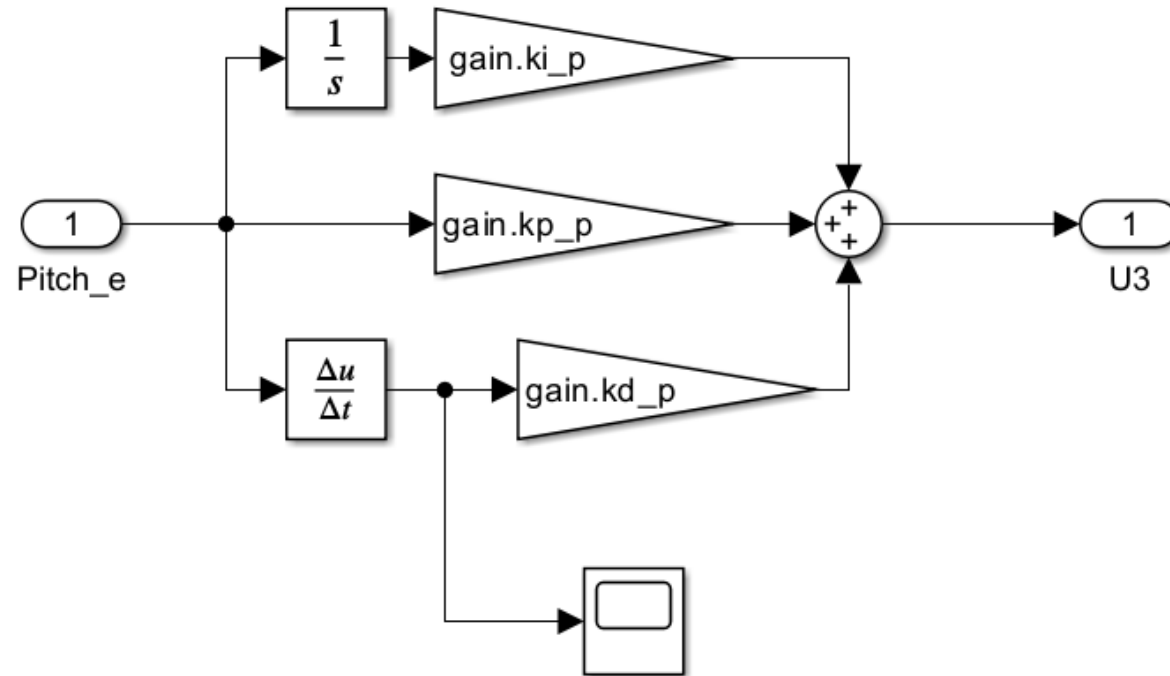 1
s
gain.ki_p
1
Pitch_e
gain.kp_p
+
+
+
1
U3
Δu
Δt
gain.kd_p